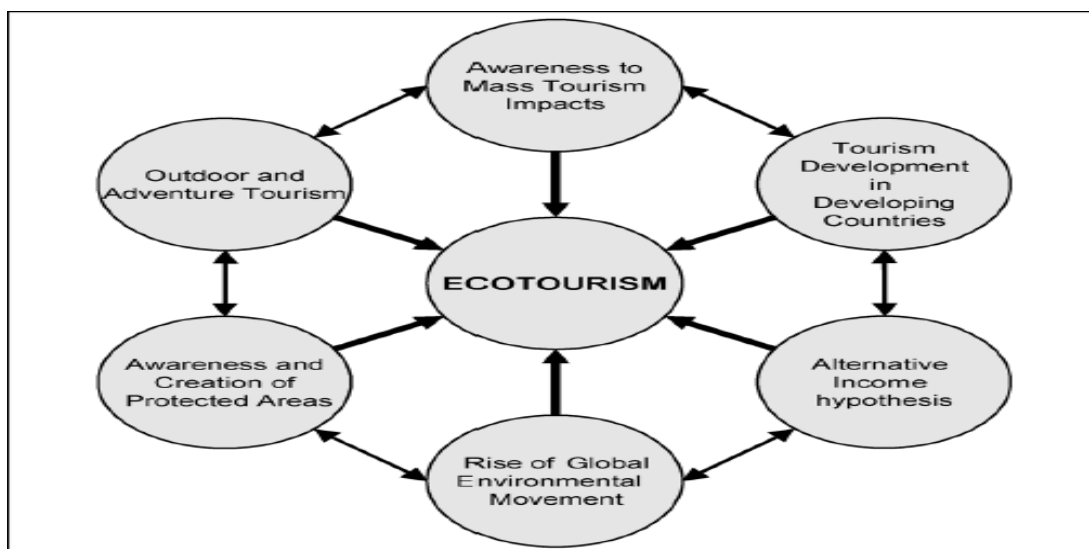 Awareness to
Mass Tourism
Impacts
Outdoor and
Adventure Tourism
Tourism
Development
in
Developing
Countries
ECOTOURISM
Awareness and
Creation of
Protected Areas
Alternative
Income
hypothesis
Rise of Global
Environmental
Movement